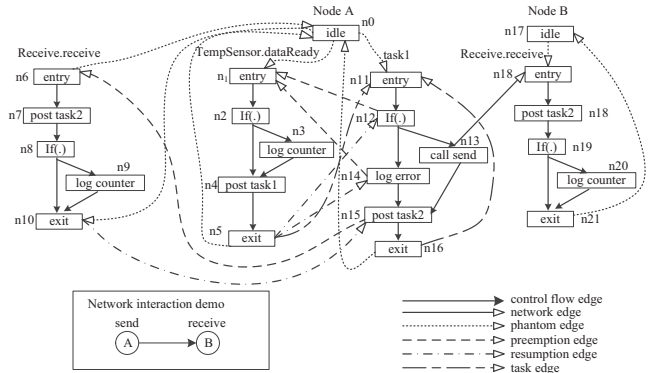 Node A
Node B
n0
idle
n17
idle
Receive.receive
TempSensor.dataReady
task1
Receive.receive
n6
entry
n1
entry
n11
entry
n18
entry
n7
post task2
n2
If(.)
n12
If(.)
post task2
n18
n8
If(.)
n3
log counter
n13
call send
If(.)
n19
n9
log counter
n4
post task1
n14
log error
n20
log counter
n10
exit
n5
exit
n15
post task2
exit
n16
exit
n21
Network interaction demo
send
receive
A
B
control flow edge
network edge
phantom edge
preemption edge
resumption edge
task edge